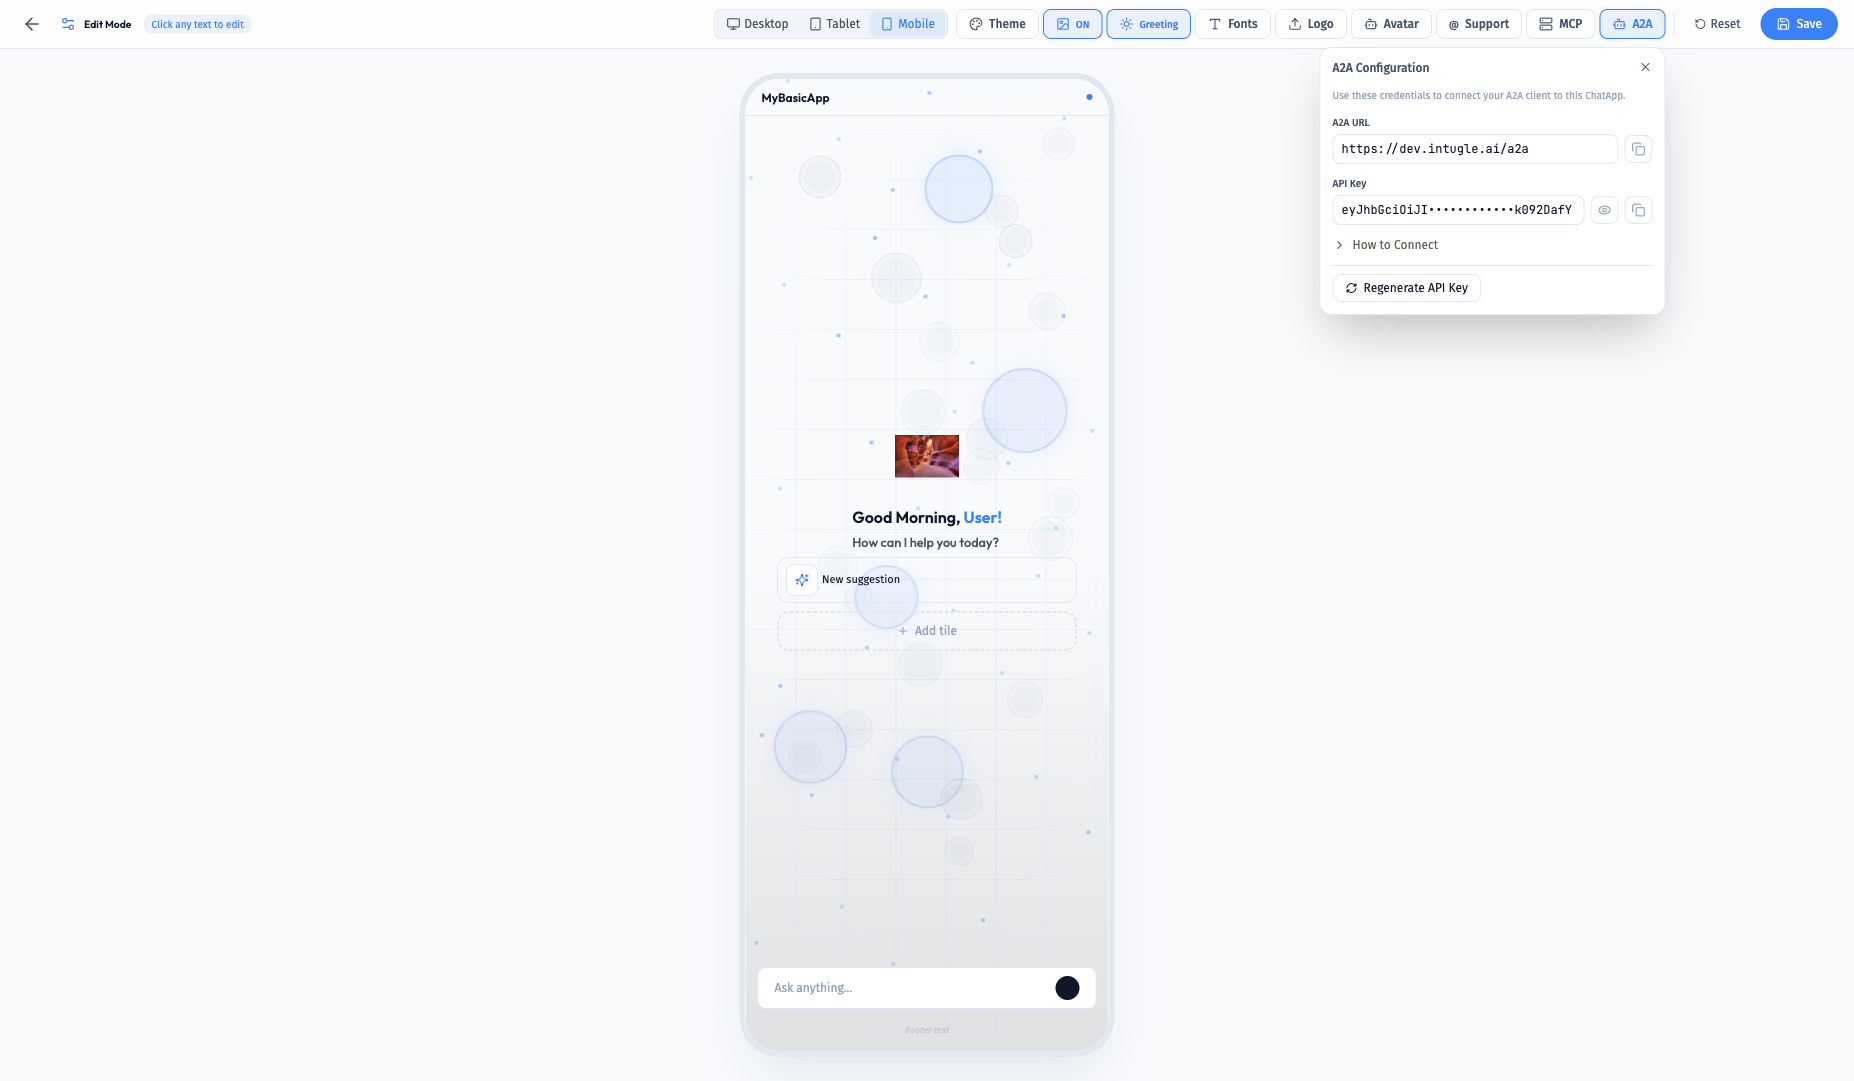 Edit Mode
Click any text to edit
Desktop
Tablet
Mobile
Theme
ON
Greeting
Fonts
Logo
Avatar
@ Support
MCP
A2A
Reset
Save
A2A Configuration
Use these credentials to connect your A2A client to this ChatApp.
A2A URL
https://dev.intugle.ai/a2a
API Key
eyJhbGciOiJI••••••••••••k092DafY
How to Connect
Regenerate API Key
MyBasicApp
Good Morning, User!
How can I help you today?
New suggestion
+ Add tile
Ask anything...
Footer text